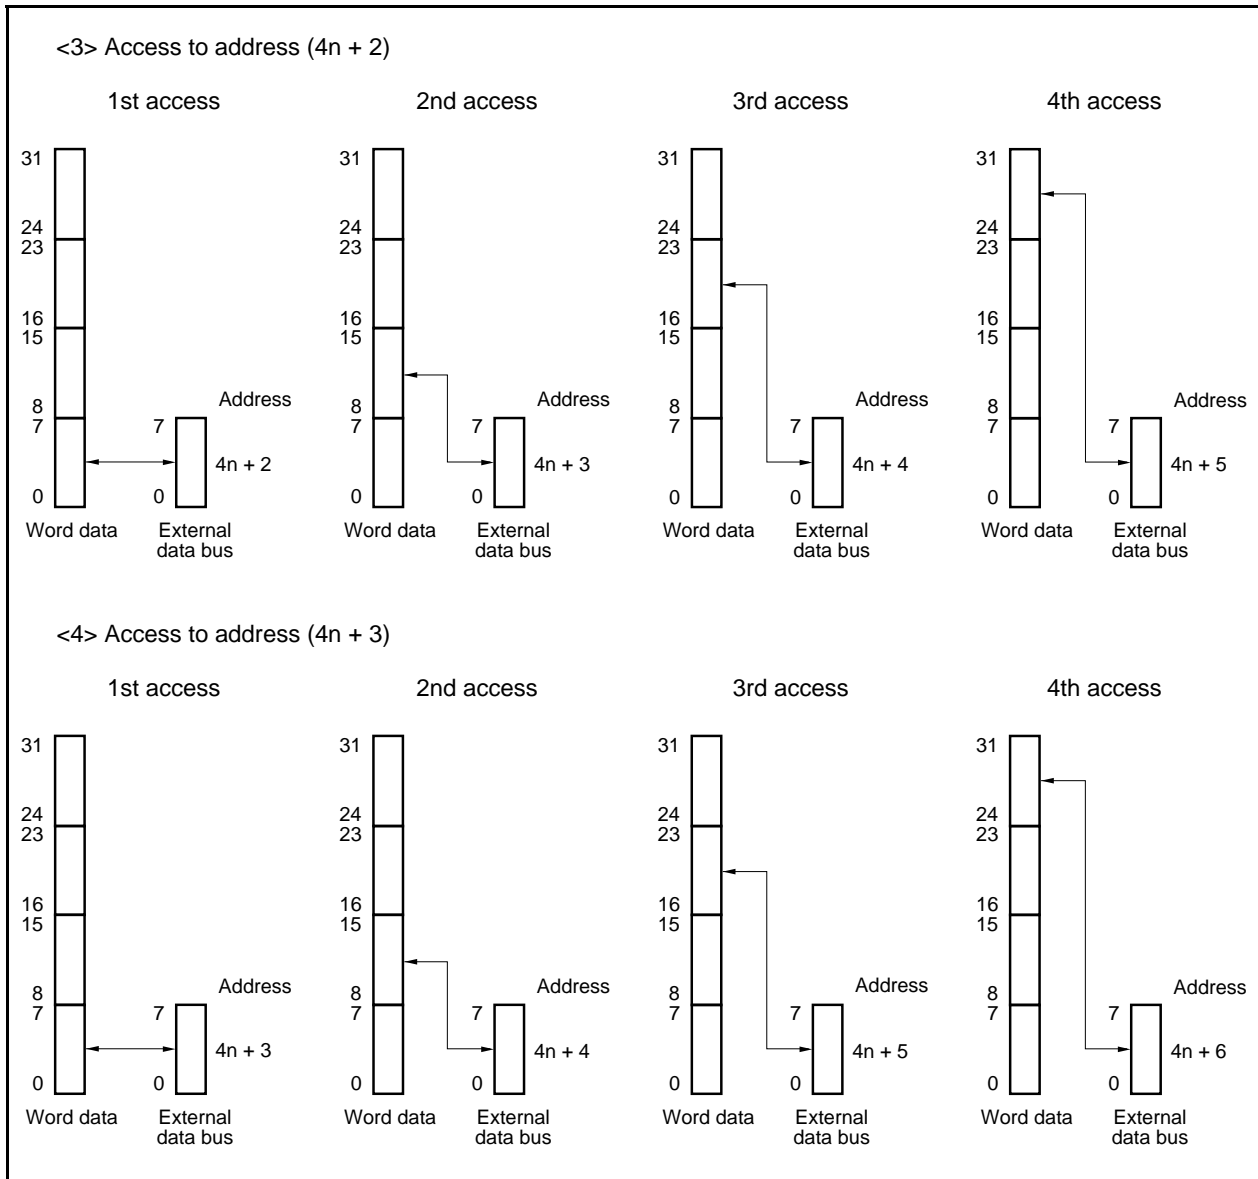 <3> Access to address (4n + 2)
1st access
2nd access
3rd access
4th access
31
24
23
16
15
8
7
0
Word data
7
0
Address
4n + 2
External
data bus
31
24
23
16
15
8
7
0
Word data
7
0
Address
4n + 3
External
data bus
31
24
23
16
15
8
7
0
Word data
7
0
Address
4n + 4
External
data bus
31
24
23
16
15
8
7
0
Word data
7
0
Address
4n + 5
External
data bus
<4> Access to address (4n + 3)
1st access
2nd access
3rd access
4th access
31
24
23
16
15
8
7
0
Word data
7
0
Address
4n + 3
External
data bus
31
24
23
16
15
8
7
0
Word data
7
0
Address
4n + 4
External
data bus
31
24
23
16
15
8
7
0
Word data
7
0
Address
4n + 5
External
data bus
31
24
23
16
15
8
7
0
Word data
7
0
Address
4n + 6
External
data bus